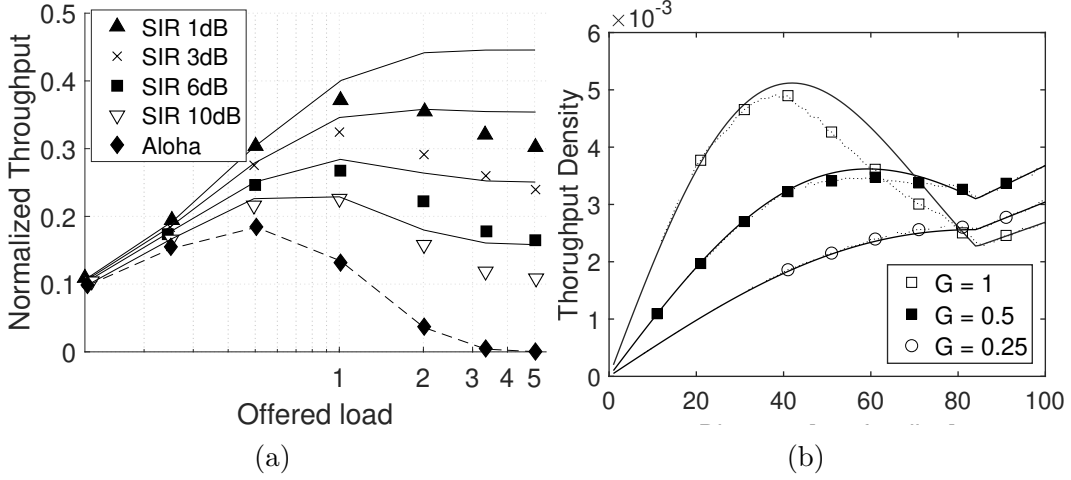 0.5
0.4
0.3
0.2
0.1
0
Normalized Throughput
SIR 1dB
SIR 3dB
SIR 6dB
SIR 10dB
Aloha
1 2 3 4 5
Offered load
(a)
×10⁻³
6
5
4
3
2
1
0
Thorughput Density
G = 1
G = 0.5
G = 0.25
0 20 40 60 80 100
(b)